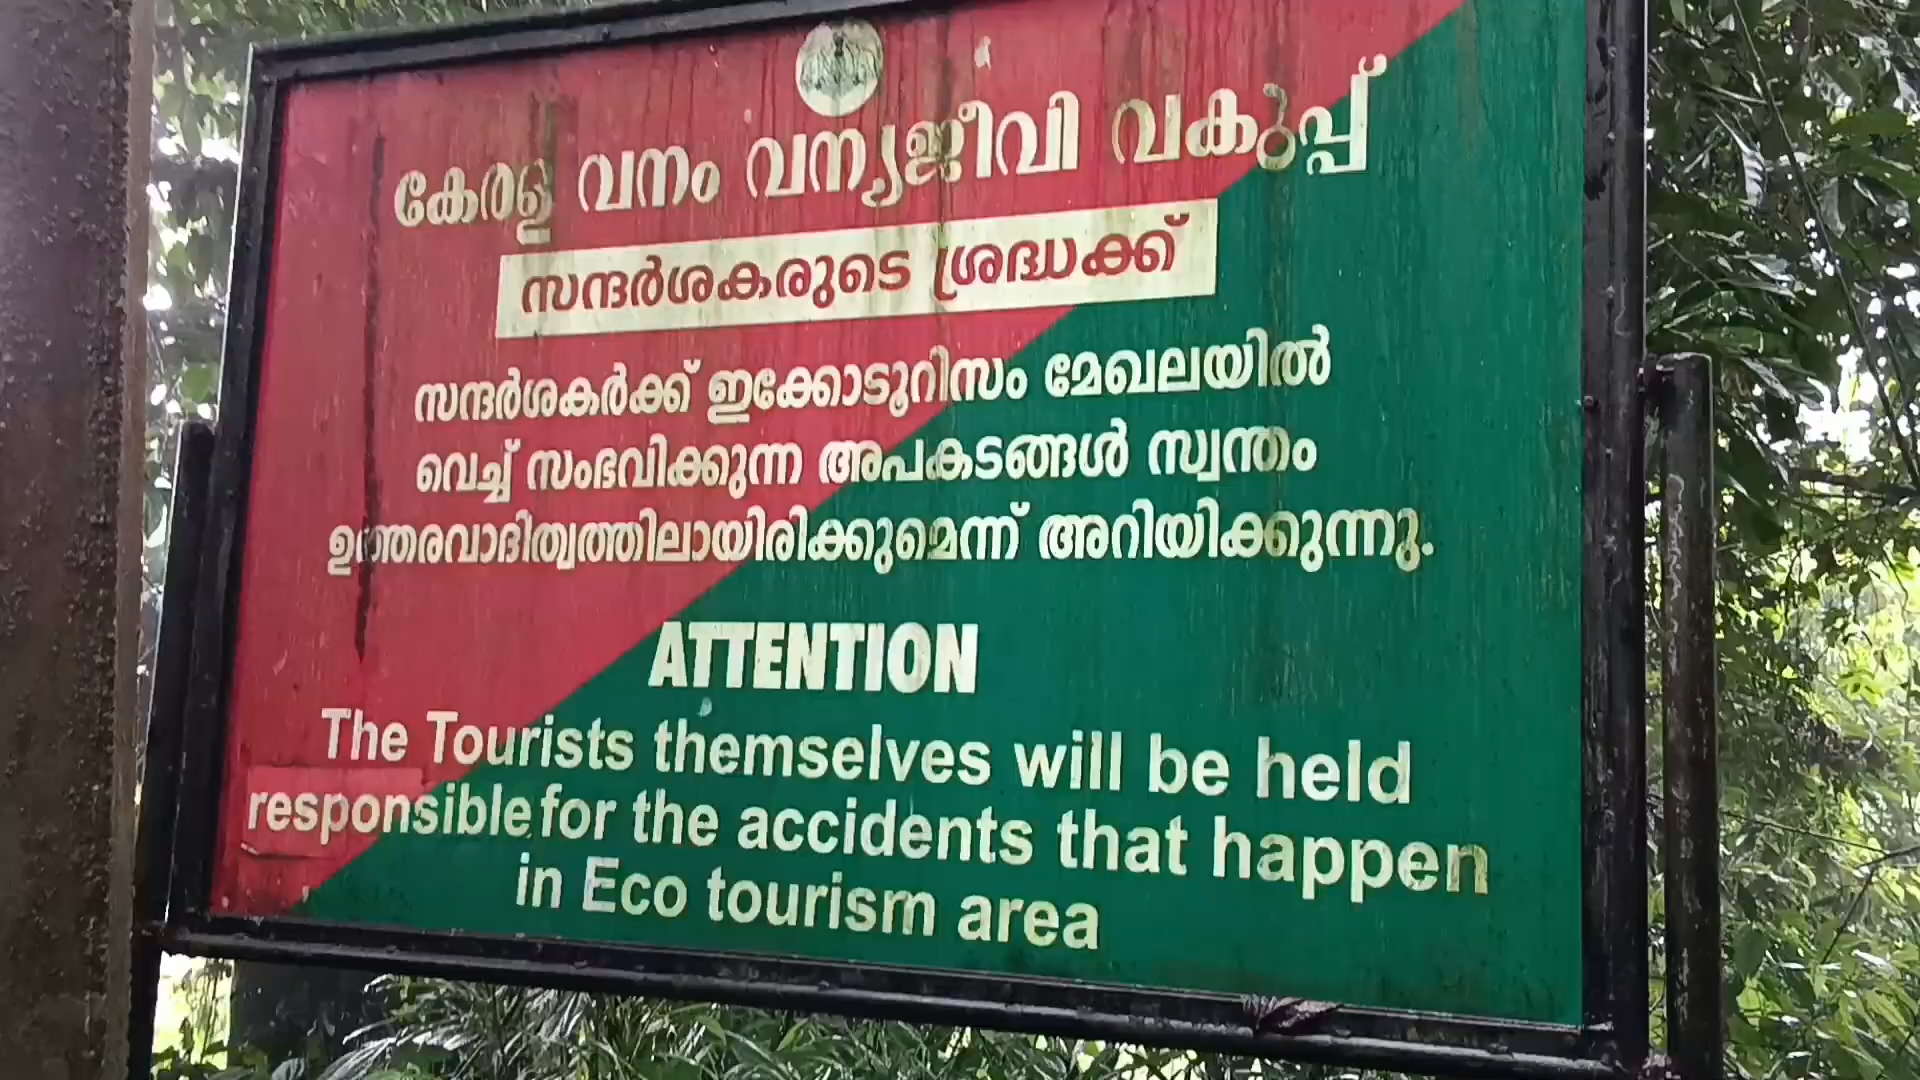 കേരള വനം വന്യജീവി വകുപ്പ്
സന്ദർശകരുടെ ശ്രദ്ധക്ക്
സന്ദർശകർക്ക് ഇക്കോടൂറിസം മേഖലയിൽ
വെച്ച് സംഭവിക്കുന്ന അപകടങ്ങൾ സ്വന്തം
ഉത്തരവാദിത്വത്തിലായിരിക്കുമെന്ന് അറിയിക്കുന്നു.
ATTENTION
The Tourists themselves will be held
responsible for the accidents that happen
in Eco tourism area